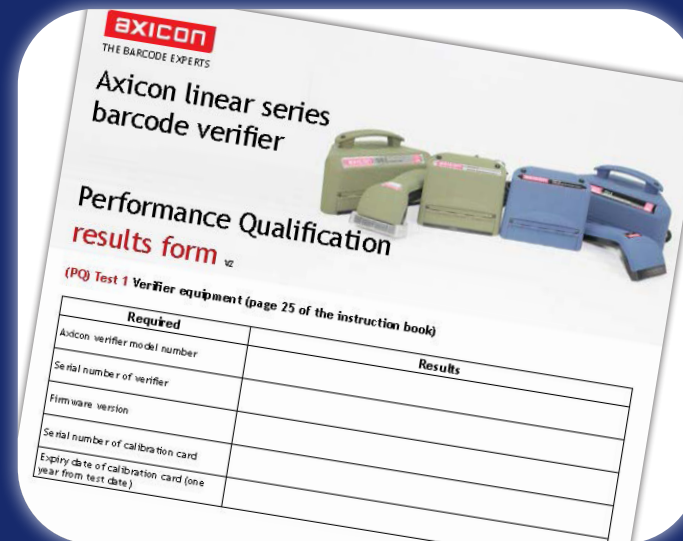 axicon
THE BARCODE EXPERTS
Axicon linear series
barcode verifier
Performance Qualification
results form v2
(PQ) Test 1 Verifier equipment (page 25 of the instruction book)
Required
Results
Axicon verifier model number
Serial number of verifier
Firmware version
Serial number of calibration card
Expiry date of calibration card (one
year from test date)